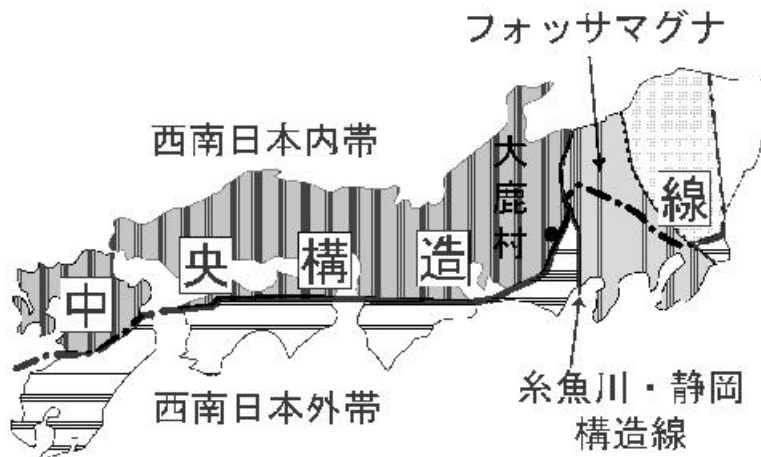 フォッサマグナ
西南日本内帯
大鹿村
中央構造線
西南日本外帯
糸魚川・静岡
構造線